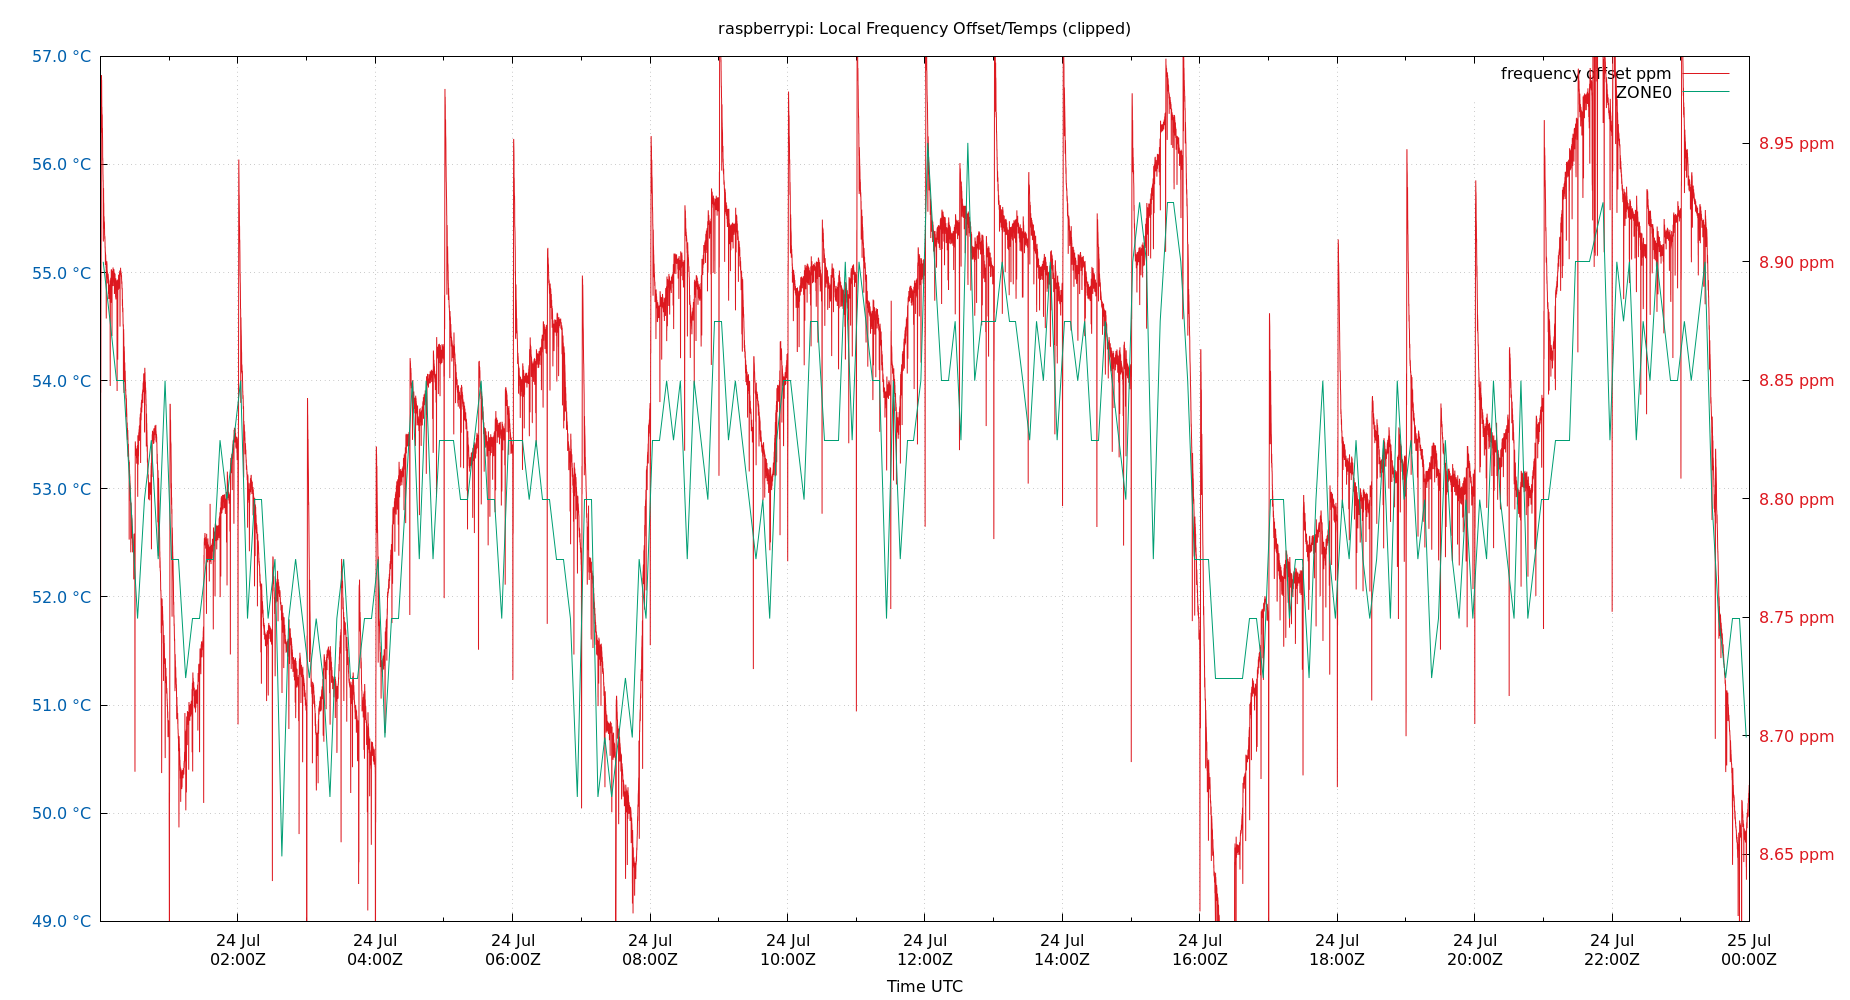 raspberrypi: Local Frequency Offset/Temps (clipped)
57.0 °C
56.0 °C
55.0 °C
54.0 °C
53.0 °C
52.0 °C
51.0 °C
50.0 °C
49.0 °C
frequency offset ppm
ZONE0
8.95 ppm
8.90 ppm
8.85 ppm
8.80 ppm
8.75 ppm
8.70 ppm
8.65 ppm
24 Jul 24 Jul 24 Jul 24 Jul 24 Jul 24 Jul 24 Jul 24 Jul 24 Jul 24 Jul 24 Jul 25 Jul
02:00Z 04:00Z 06:00Z 08:00Z 10:00Z 12:00Z 14:00Z 16:00Z 18:00Z 20:00Z 22:00Z 00:00Z
Time UTC